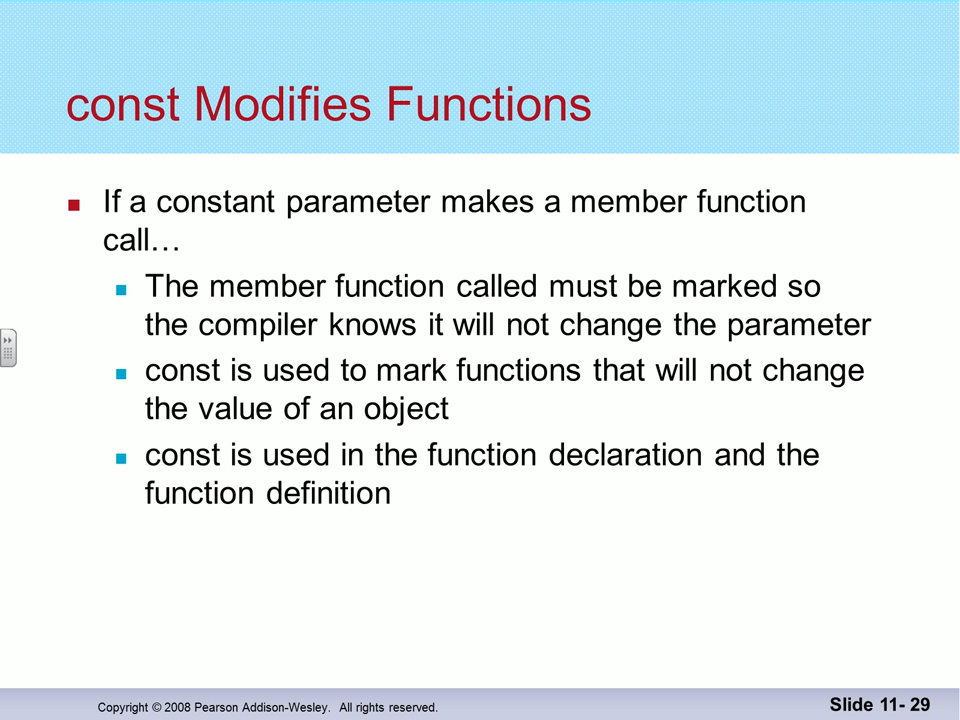 const Modifies Functions
If a constant parameter makes a member function
call…
The member function called must be marked so
the compiler knows it will not change the parameter
const is used to mark functions that will not change
the value of an object
const is used in the function declaration and the
function definition
Copyright © 2008 Pearson Addison-Wesley. All rights reserved.
Slide 11- 29